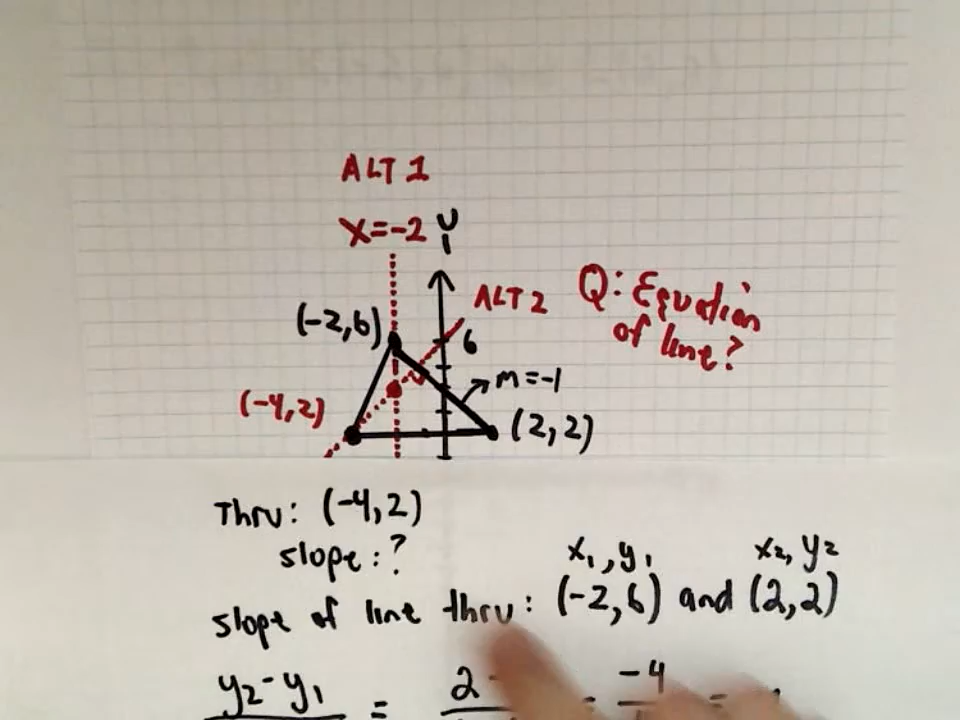 ALT 1
x=-2 y
ALT 2 Q: Equation
of line?
(-2,6) 6
m=-1
(-4,2) (2,2)
Thru: (-4,2)
slope: ? x1, y1 x2, y2
slope of line thru: (-2,6) and (2,2)
y2-y1 = 2- = -4 =